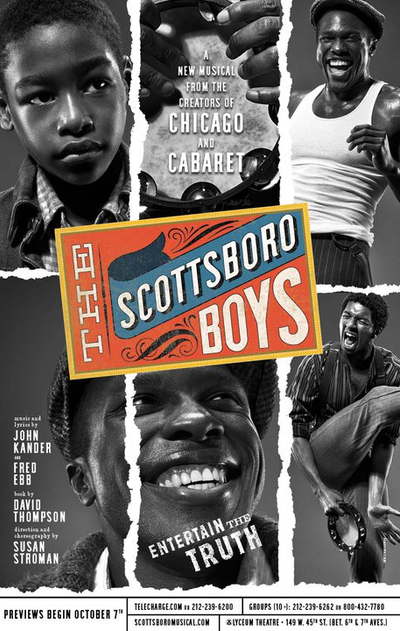 A
NEW MUSICAL
FROM THE
CREATORS OF
CHICAGO
AND
CABARET
THE
SCOTTSBORO
BOYS
music and
lyrics by
JOHN
KANDER
AND
FRED
EBB
book by
DAVID
THOMPSON
direction and
choreography by
SUSAN
STROMAN
ENTERTAIN THE
TRUTH
PREVIEWS BEGIN OCTOBER 7TH
TELECHARGE.COM OR 212-239-6200
GROUPS (10+): 212-239-6262 OR 800-432-7780
SCOTTSBOROMUSICAL.COM
LYCEUM THEATRE • 149 W. 45TH ST. (BET. 6TH & 7TH AVES.)